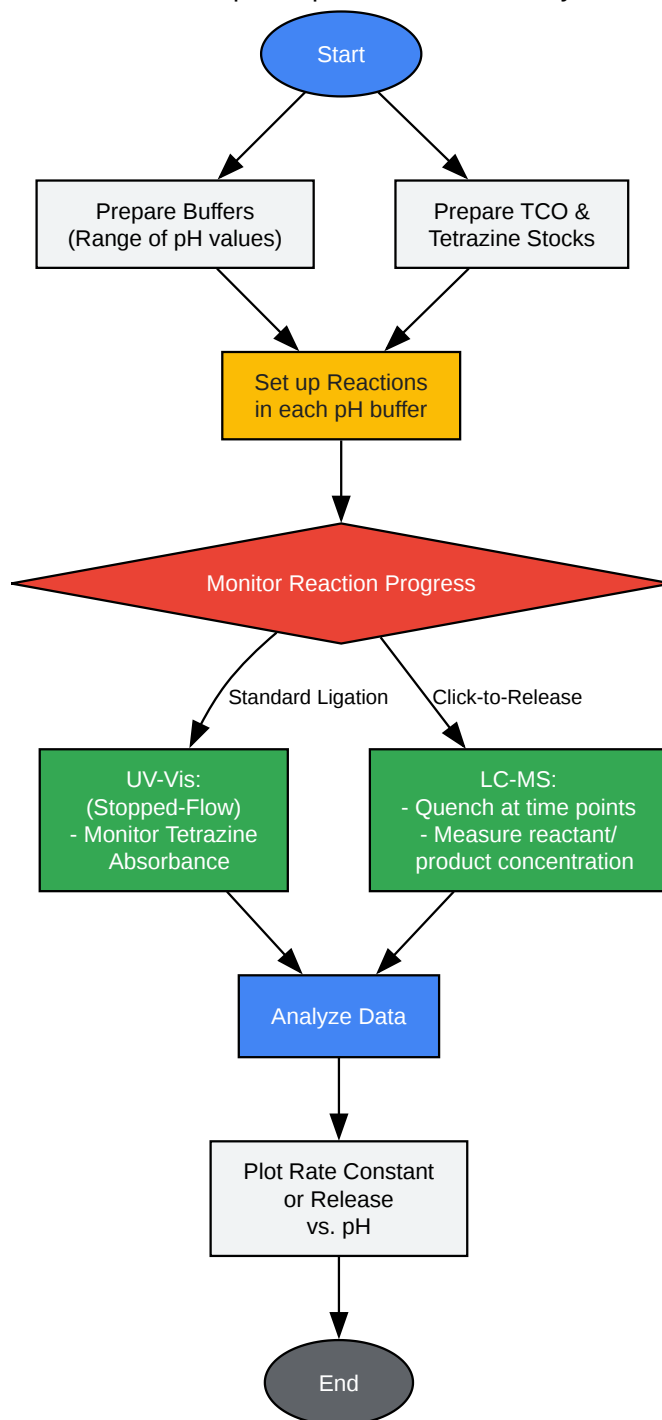 Start
Prepare Buffers
(Range of pH values)
Prepare TCO &
Tetrazine Stocks
Set up Reactions
in each pH buffer
Monitor Reaction Progress
Standard Ligation
Click-to-Release
UV-Vis:
(Stopped-Flow)
- Monitor Tetrazine
Absorbance
LC-MS:
- Quench at time points
- Measure reactant/
product concentration
Analyze Data
Plot Rate Constant
or Release
vs. pH
End